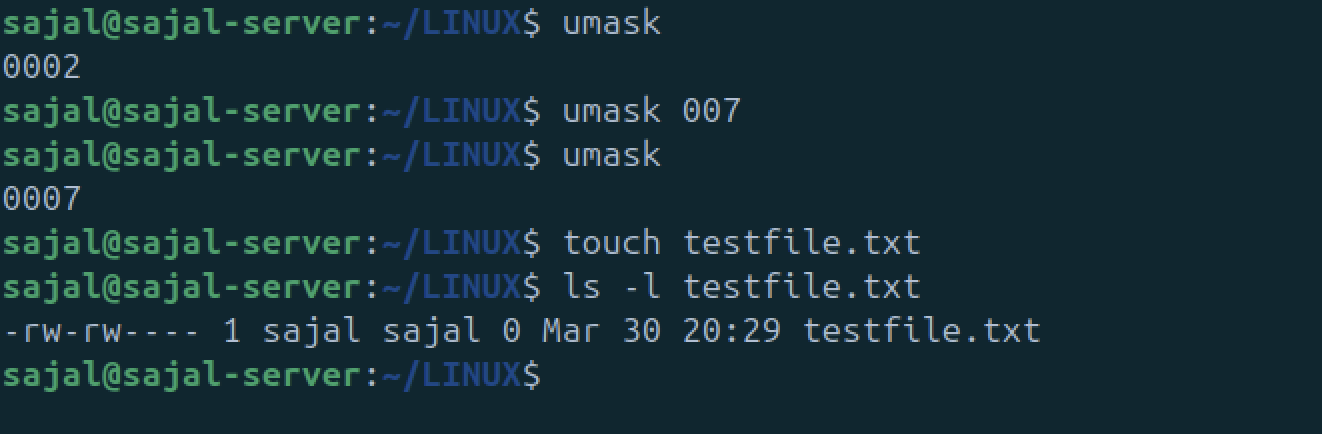 sajal@sajal-server:~/LINUX$ umask
0002
sajal@sajal-server:~/LINUX$ umask 007
sajal@sajal-server:~/LINUX$ umask
0007
sajal@sajal-server:~/LINUX$ touch testfile.txt
sajal@sajal-server:~/LINUX$ ls -l testfile.txt
-rw-rw---- 1 sajal sajal 0 Mar 30 20:29 testfile.txt
sajal@sajal-server:~/LINUX$